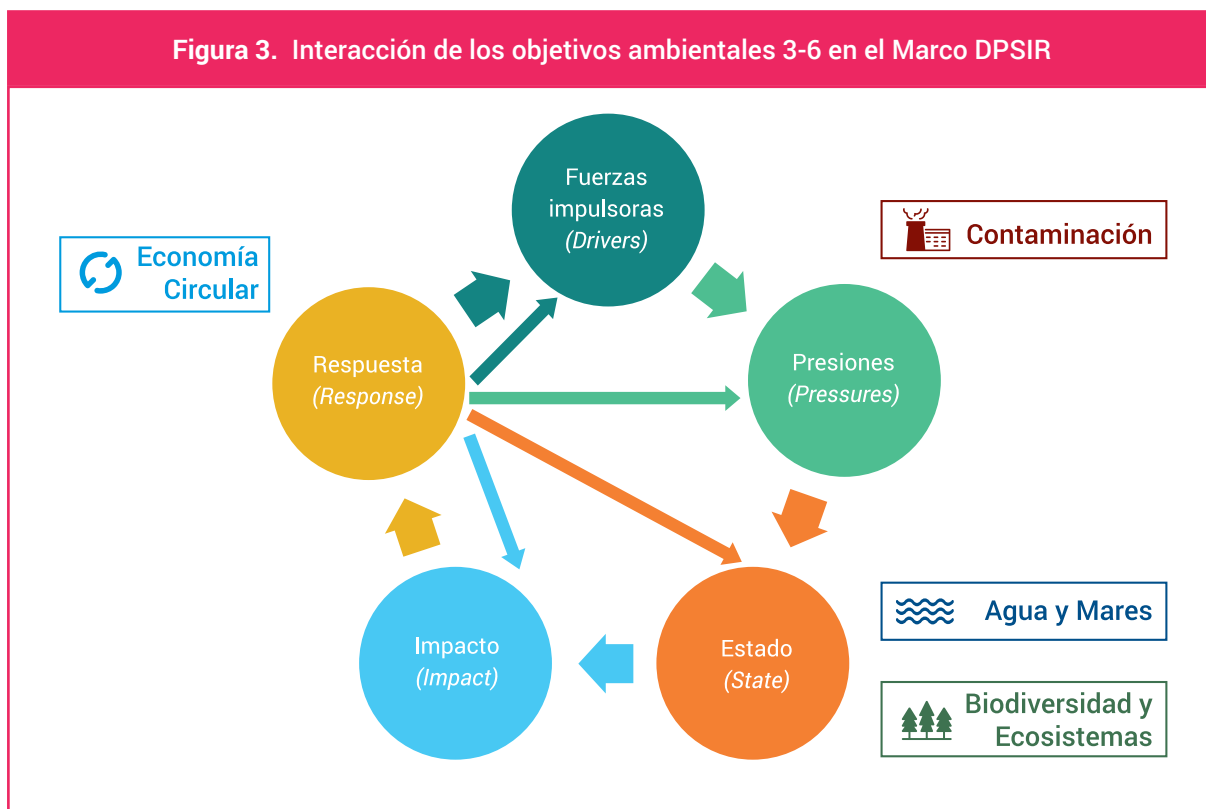 Figura 3. Interacción de los objetivos ambientales 3-6 en el Marco DPSIR
Fuerzas
impulsoras
(Drivers)
Contaminación
Economía
Circular
Respuesta
(Response)
Presiones
(Pressures)
Impacto
(Impact)
Estado
(State)
Agua y Mares
Biodiversidad y
Ecosistemas